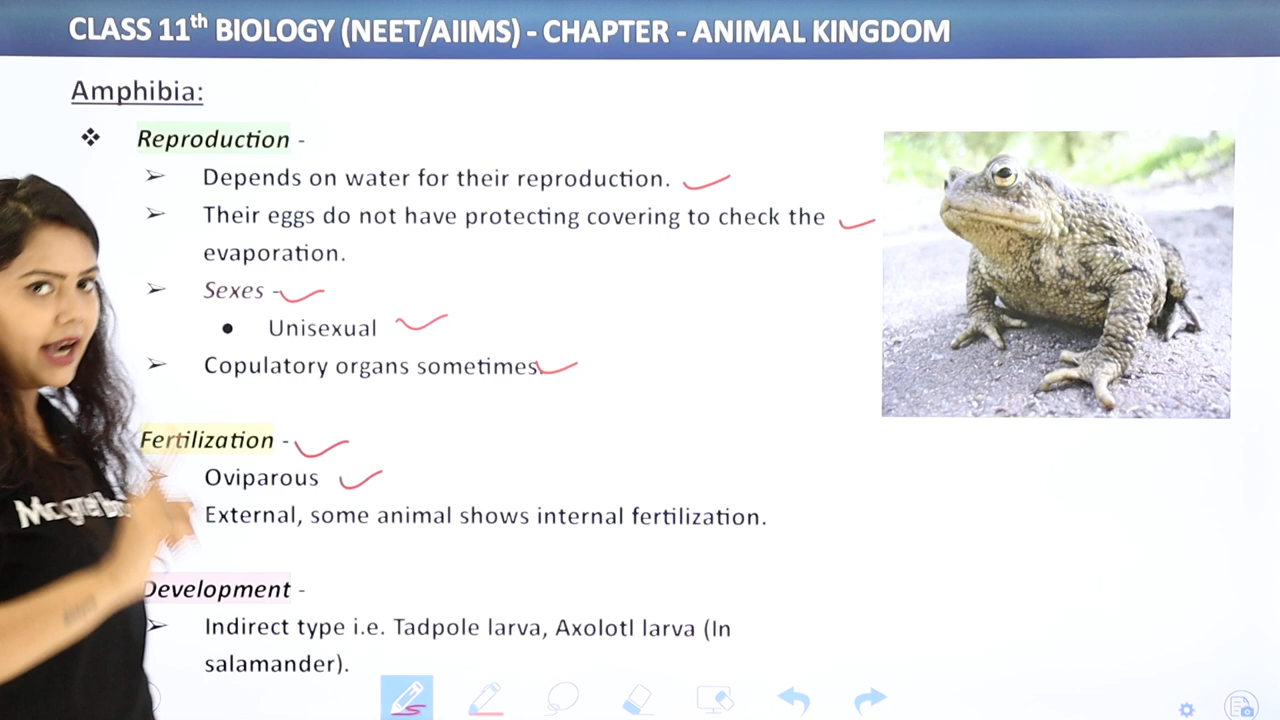 CLASS 11th BIOLOGY (NEET/AIIMS) - CHAPTER - ANIMAL KINGDOM
Amphibia:
❖ Reproduction -
➢ Depends on water for their reproduction.
➢ Their eggs do not have protecting covering to check the
evaporation.
➢ Sexes -
● Unisexual
➢ Copulatory organs sometimes
Fertilization -
➢ Oviparous
External, some animal shows internal fertilization.
Development -
➢ Indirect type i.e. Tadpole larva, Axolotl larva (In
salamander).